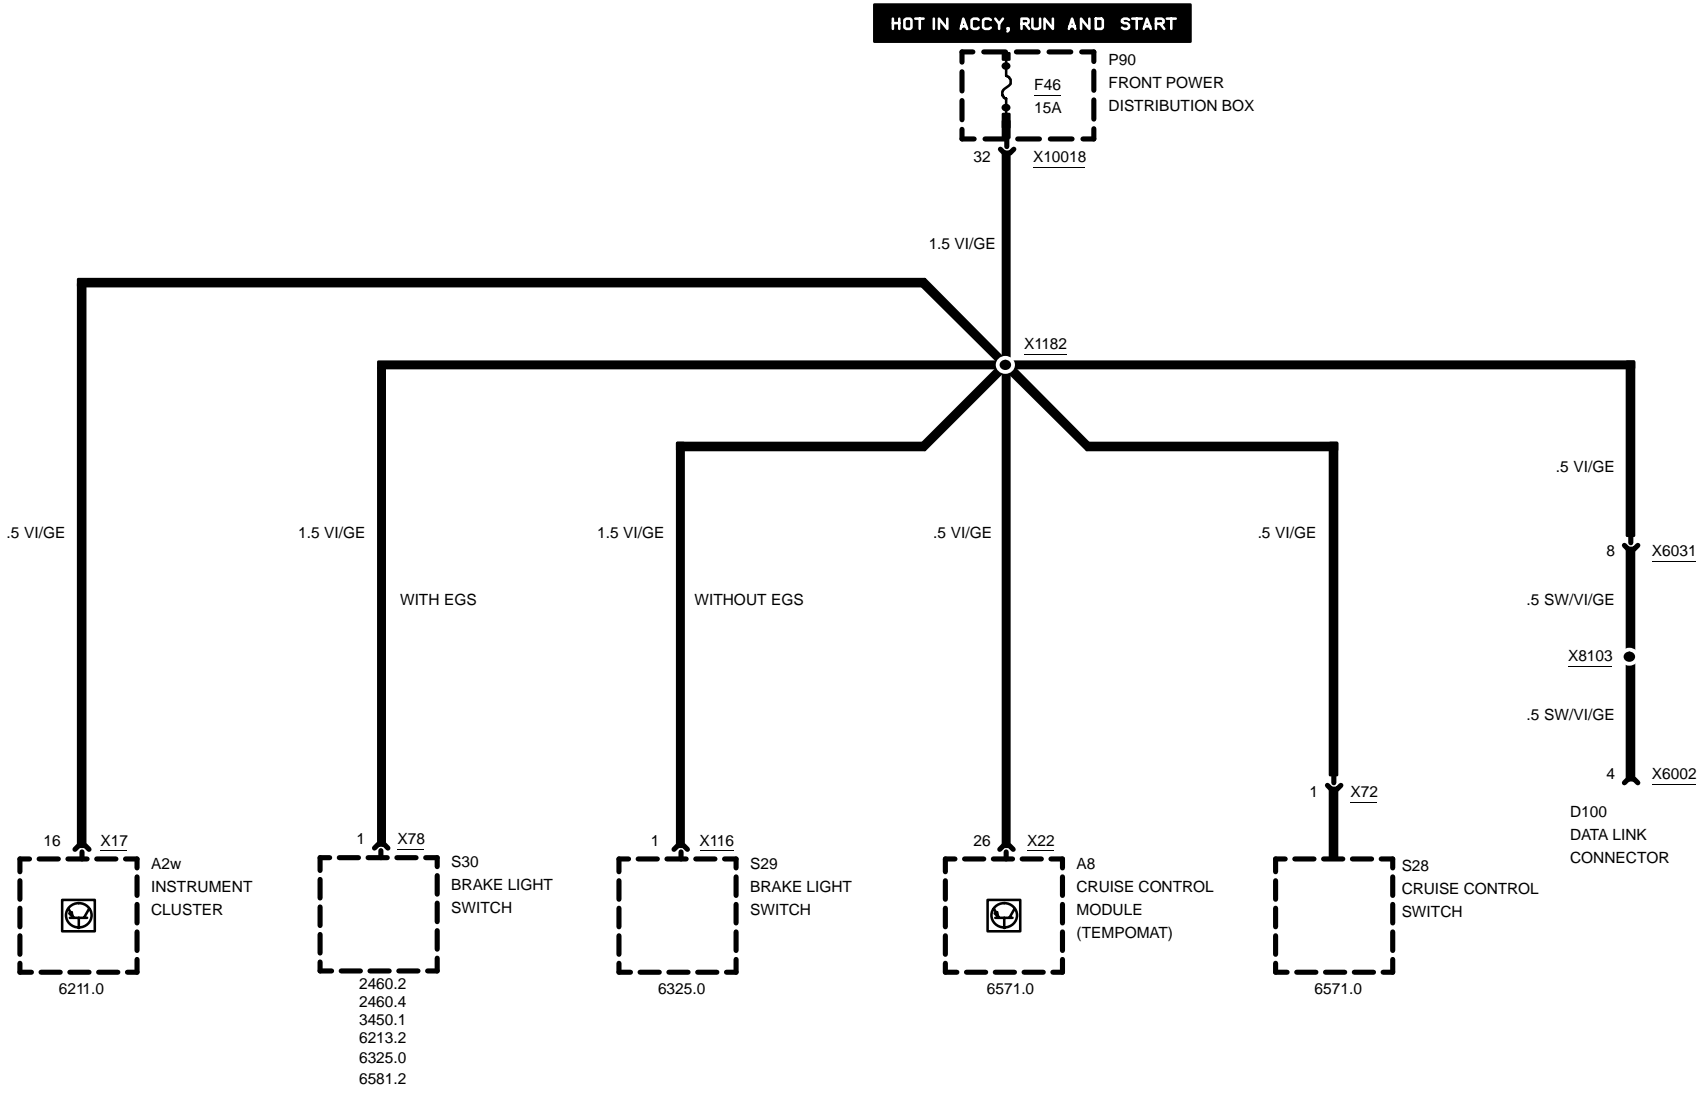 HOT IN ACCY, RUN AND START
P90
FRONT POWER
DISTRIBUTION BOX
F46
15A
32 X10018
1.5 VI/GE
X1182
.5 VI/GE
.5 VI/GE
1.5 VI/GE
1.5 VI/GE
.5 VI/GE
.5 VI/GE
8 X6031
WITH EGS
WITHOUT EGS
.5 SW/VI/GE
X8103
.5 SW/VI/GE
4 X6002
1 X72
D100
DATA LINK
CONNECTOR
16 X17
A2w
INSTRUMENT
CLUSTER
6211.0
1 X78
S30
BRAKE LIGHT
SWITCH
2460.2
2460.4
3450.1
6213.2
6325.0
6581.2
1 X116
S29
BRAKE LIGHT
SWITCH
6325.0
26 X22
A8
CRUISE CONTROL
MODULE
(TEMPOMAT)
6571.0
S28
CRUISE CONTROL
SWITCH
6571.0